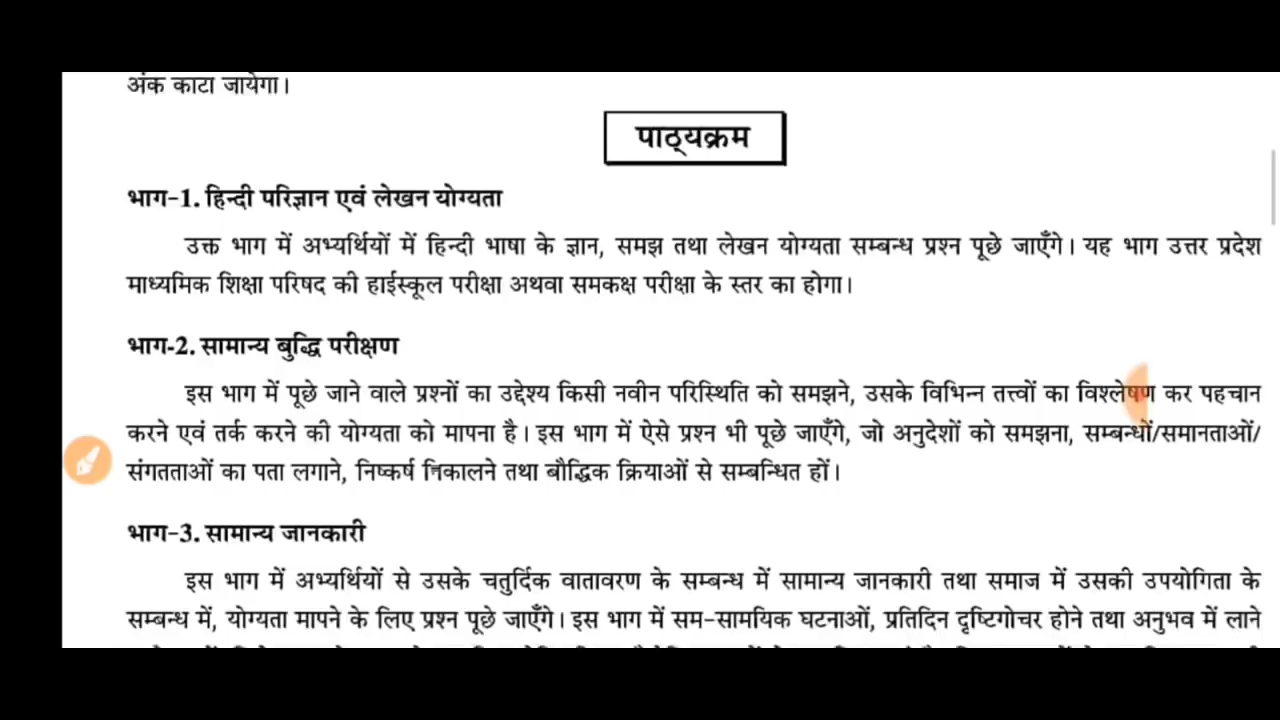 अंक काटा जायेगा।
पाठ्यक्रम
भाग-1. हिन्दी परिज्ञान एवं लेखन योग्यता
उक्त भाग में अभ्यर्थियों में हिन्दी भाषा के ज्ञान, समझ तथा लेखन योग्यता सम्बन्ध प्रश्न पूछे जाएँगे। यह भाग उत्तर प्रदेश
माध्यमिक शिक्षा परिषद की हाईस्कूल परीक्षा अथवा समकक्ष परीक्षा के स्तर का होगा।
भाग-2. सामान्य बुद्धि परीक्षण
इस भाग में पूछे जाने वाले प्रश्नों का उद्देश्य किसी नवीन परिस्थिति को समझने, उसके विभिन्न तत्त्वों का विश्लेषण कर पहचान
करने एवं तर्क करने की योग्यता को मापना है। इस भाग में ऐसे प्रश्न भी पूछे जाएँगे, जो अनुदेशों को समझना, सम्बन्धों/समानताओं/
संगतताओं का पता लगाने, निष्कर्ष निकालने तथा बौद्धिक क्रियाओं से सम्बन्धित हों।
भाग-3. सामान्य जानकारी
इस भाग में अभ्यर्थियों से उसके चतुर्दिक वातावरण के सम्बन्ध में सामान्य जानकारी तथा समाज में उसकी उपयोगिता के
सम्बन्ध में, योग्यता मापने के लिए प्रश्न पूछे जाएँगे। इस भाग में सम-सामयिक घटनाओं, प्रतिदिन दृष्टिगोचर होने तथा अनुभव में लाने